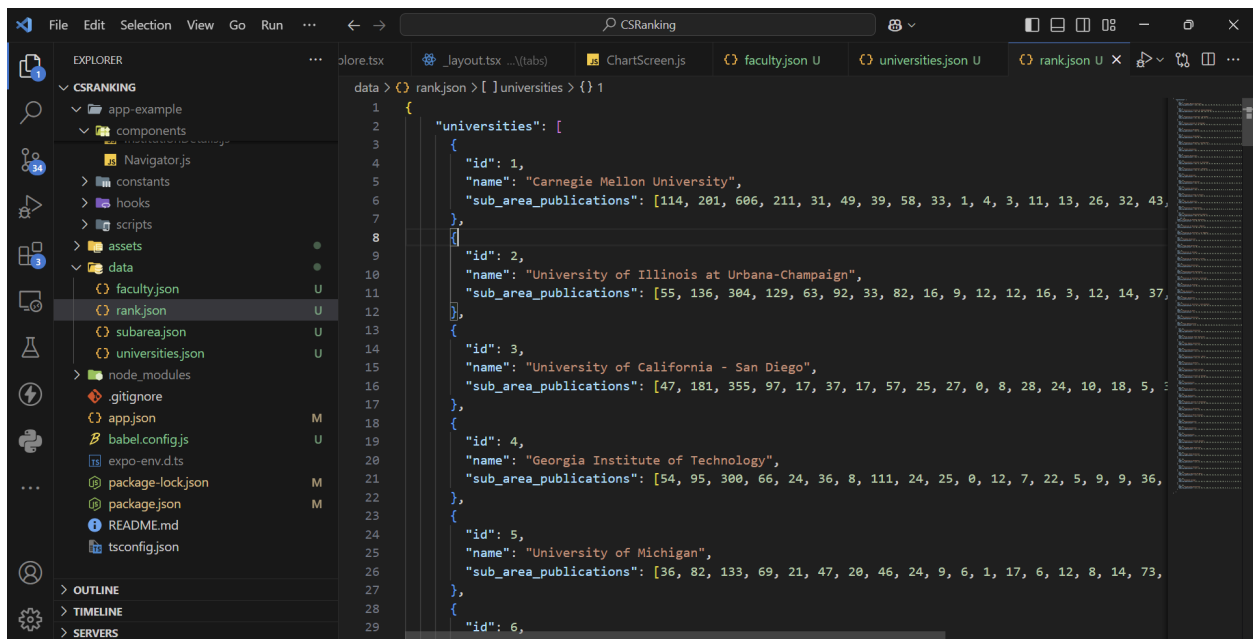 File Edit Selection View Go Run ··· CSRanking
EXPLORER ···
CSRANKING
app-example
components
Navigator.js
constants
hooks
scripts
assets
data
faculty.json U
rank.json U
subarea.json U
universities.json U
node_modules
.gitignore
app.json M
babel.config.js U
expo-env.d.ts
package-lock.json M
package.json M
README.md
tsconfig.json
OUTLINE
TIMELINE
SERVERS
1
34
3
plore.tsx _layout.tsx ...\(tabs) ChartScreen.js faculty.json U universities.json U rank.json U
data > {} rank.json > [ ] universities > {} 1
1 {
2 "universities": [
3 {
4 "id": 1,
5 "name": "Carnegie Mellon University",
6 "sub_area_publications": [114, 201, 606, 211, 31, 49, 39, 58, 33, 1, 4, 3, 11, 13, 26, 32, 43,
7 },
8 {
9 "id": 2,
10 "name": "University of Illinois at Urbana-Champaign",
11 "sub_area_publications": [55, 136, 304, 129, 63, 92, 33, 82, 16, 9, 12, 12, 16, 3, 12, 14, 37,
12 },
13 {
14 "id": 3,
15 "name": "University of California - San Diego",
16 "sub_area_publications": [47, 181, 355, 97, 17, 37, 17, 57, 25, 27, 0, 8, 28, 24, 10, 18, 5,
17 },
18 {
19 "id": 4,
20 "name": "Georgia Institute of Technology",
21 "sub_area_publications": [54, 95, 300, 66, 24, 36, 8, 111, 24, 25, 0, 12, 7, 22, 5, 9, 9, 36,
22 },
23 {
24 "id": 5,
25 "name": "University of Michigan",
26 "sub_area_publications": [36, 82, 133, 69, 21, 47, 20, 46, 24, 9, 6, 1, 17, 6, 12, 8, 14, 73,
27 },
28 {
29 "id": 6,